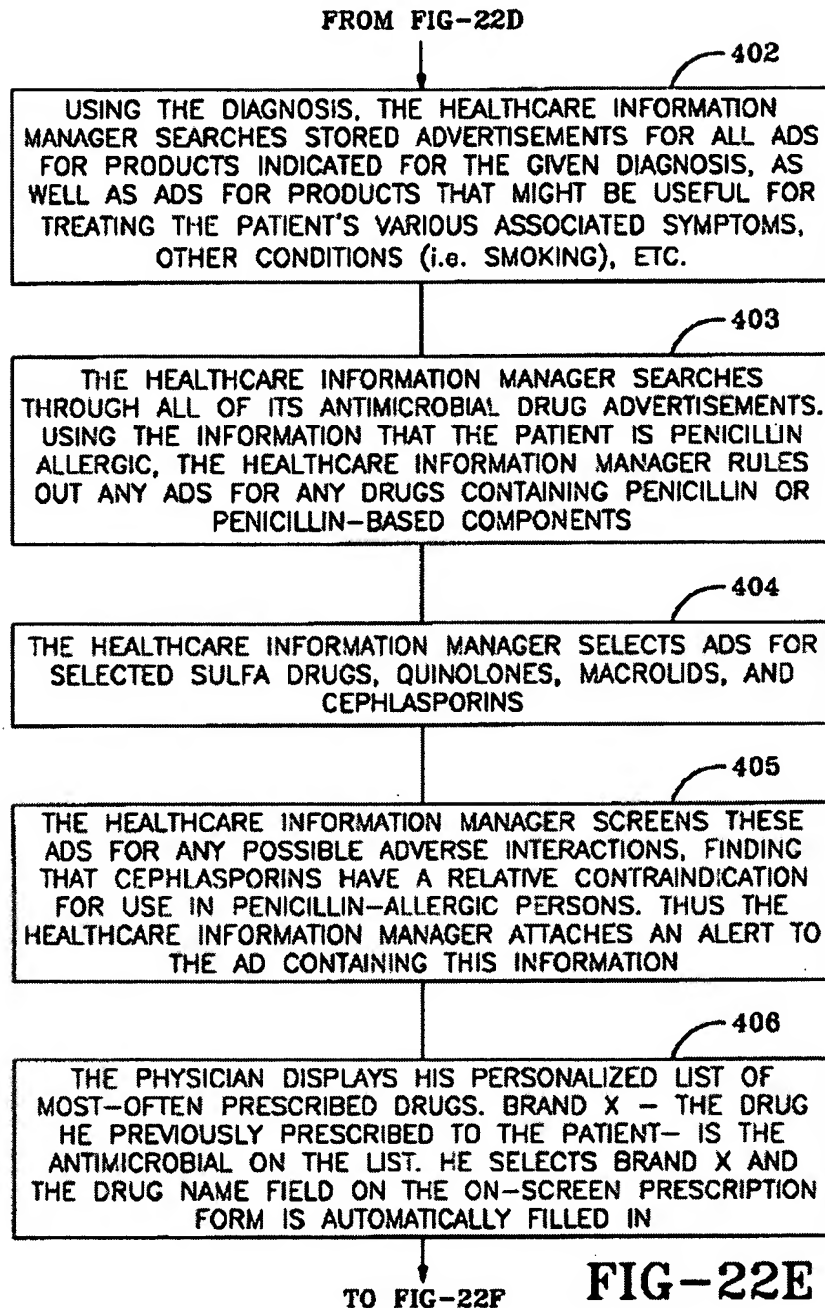 FROM FIG-22D
402
USING THE DIAGNOSIS, THE HEALTHCARE INFORMATION
MANAGER SEARCHES STORED ADVERTISEMENTS FOR ALL ADS
FOR PRODUCTS INDICATED FOR THE GIVEN DIAGNOSIS, AS
WELL AS ADS FOR PRODUCTS THAT MIGHT BE USEFUL FOR
TREATING THE PATIENT'S VARIOUS ASSOCIATED SYMPTOMS,
OTHER CONDITIONS (i.e. SMOKING), ETC.
403
THE HEALTHCARE INFORMATION MANAGER SEARCHES
THROUGH ALL OF ITS ANTIMICROBIAL DRUG ADVERTISEMENTS.
USING THE INFORMATION THAT THE PATIENT IS PENICILLIN
ALLERGIC, THE HEALTHCARE INFORMATION MANAGER RULES
OUT ANY ADS FOR ANY DRUGS CONTAINING PENICILLIN OR
PENICILLIN-BASED COMPONENTS
404
THE HEALTHCARE INFORMATION MANAGER SELECTS ADS FOR
SELECTED SULFA DRUGS, QUINOLONES, MACROLIDS, AND
CEPHLASPORINS
405
THE HEALTHCARE INFORMATION MANAGER SCREENS THESE
ADS FOR ANY POSSIBLE ADVERSE INTERACTIONS, FINDING
THAT CEPHLASPORINS HAVE A RELATIVE CONTRAINDICATION
FOR USE IN PENICILLIN-ALLERGIC PERSONS. THUS THE
HEALTHCARE INFORMATION MANAGER ATTACHES AN ALERT TO
THE AD CONTAINING THIS INFORMATION
406
THE PHYSICIAN DISPLAYS HIS PERSONALIZED LIST OF
MOST-OFTEN PRESCRIBED DRUGS. BRAND X - THE DRUG
HE PREVIOUSLY PRESCRIBED TO THE PATIENT- IS THE
ANTIMICROBIAL ON THE LIST. HE SELECTS BRAND X AND
THE DRUG NAME FIELD ON THE ON-SCREEN PRESCRIPTION
FORM IS AUTOMATICALLY FILLED IN
TO FIG-22F
FIG-22E